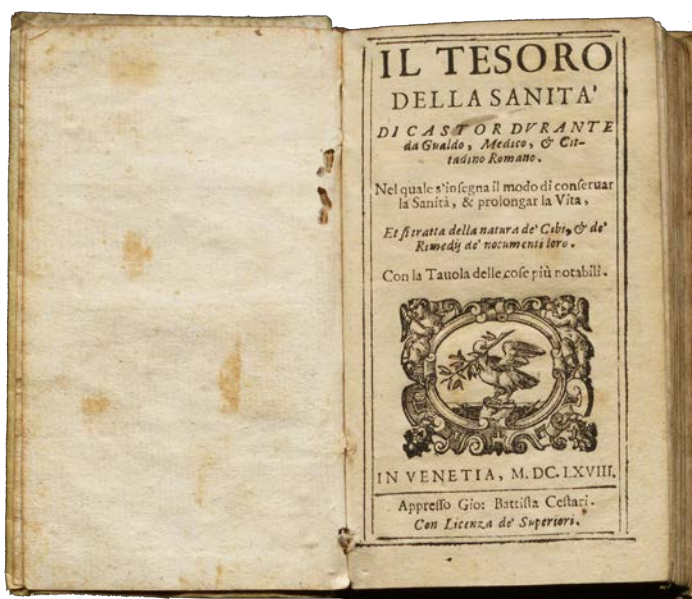 IL TESORO
DELLA SANITA'
DI CASTOR DVRANTE
da Gualdo, Medico, & Cit-
tadino Romano.
Nel quale s'inſegna il modo di conſeruar
la Sanità, & prolongar la Vita,
Et ſi tratta della natura de' Cibi, & de'
Rimedij de' nocumenti loro.
Con la Tauola delle coſe più notabili.
IN VENETIA, M. DC. LXVIII.
Appreſſo Gio: Battiſta Ceſtari.
Con Licenza de' Superiori.